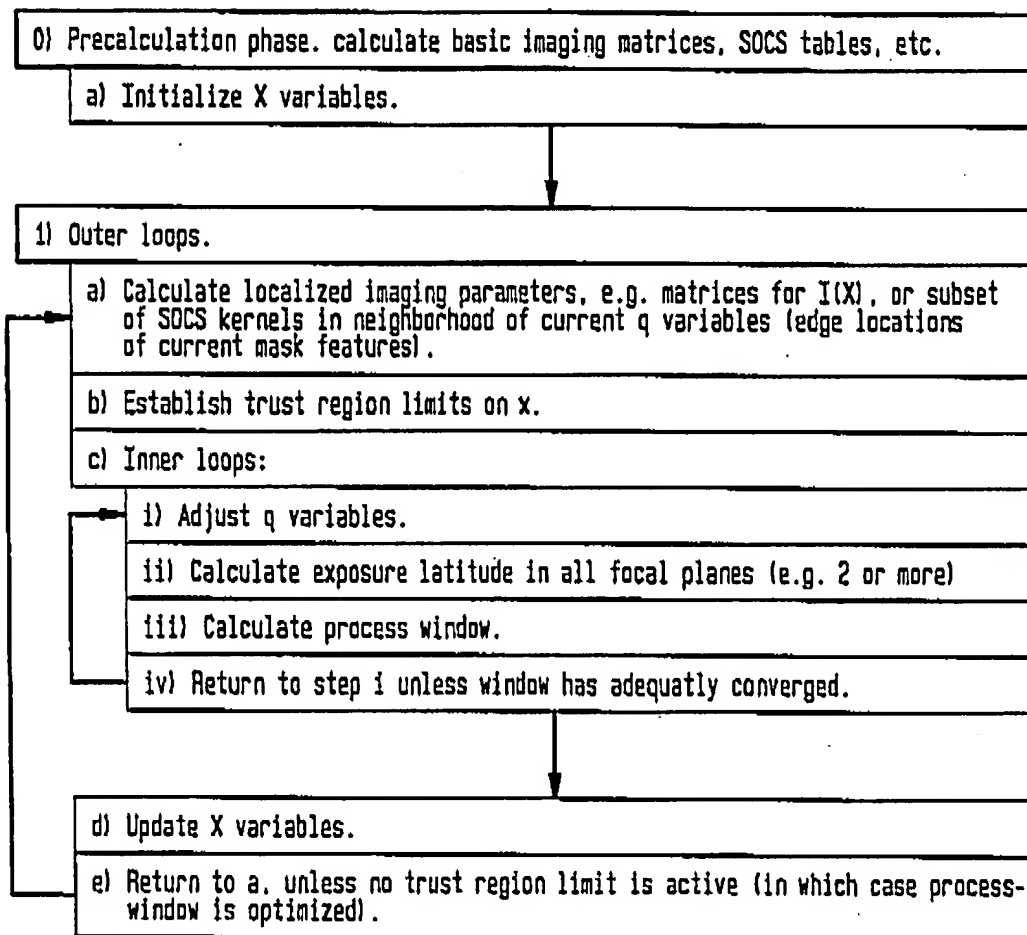 0) Precalculation phase. calculate basic imaging matrices, SOCS tables, etc.
a) Initialize X variables.
1) Outer loops.
a) Calculate localized imaging parameters, e.g. matrices for I(X), or subset
of SOCS kernels in neighborhood of current q variables (edge locations
of current mask features).
b) Establish trust region limits on x.
c) Inner loops:
i) Adjust q variables.
ii) Calculate exposure latitude in all focal planes (e.g. 2 or more)
iii) Calculate process window.
iv) Return to step i unless window has adequatly converged.
d) Update X variables.
e) Return to a, unless no trust region limit is active (in which case process-
window is optimized).